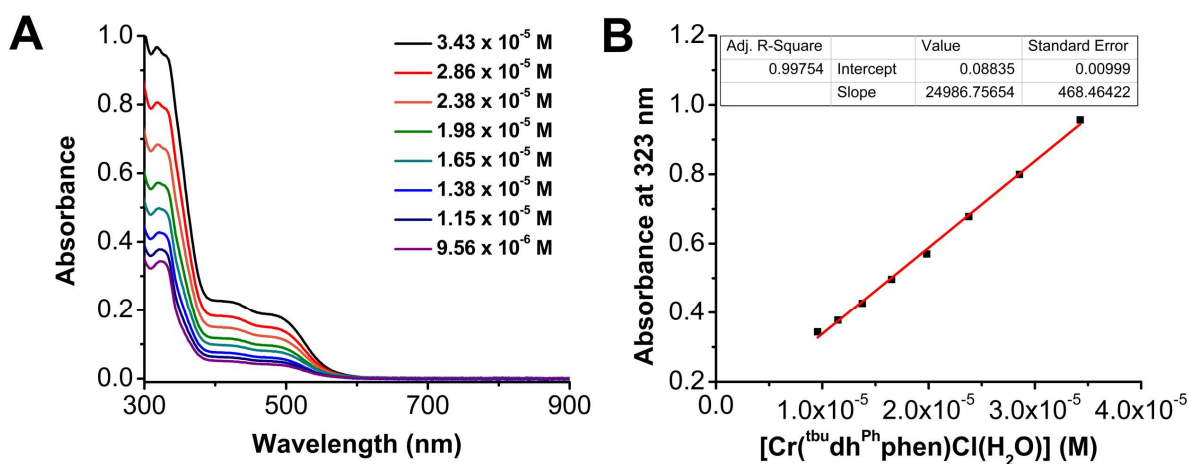 A
Absorbance
1.0
0.8
0.6
0.4
0.2
0.0
300
500
700
900
Wavelength (nm)
3.43 x 10⁻⁵ M
2.86 x 10⁻⁵ M
2.38 x 10⁻⁵ M
1.98 x 10⁻⁵ M
1.65 x 10⁻⁵ M
1.38 x 10⁻⁵ M
1.15 x 10⁻⁵ M
9.56 x 10⁻⁶ M
B
Absorbance at 323 nm
1.2
1.0
0.8
0.6
0.4
0.2
Adj. R-Square Value Standard Error
0.99754 Intercept 0.08835 0.00999
Slope 24986.75654 468.46422
0.0
1.0x10⁻⁵
2.0x10⁻⁵
3.0x10⁻⁵
4.0x10⁻⁵
[Cr(ᵗᵇᵘdhᴾʰphen)Cl(H₂O)] (M)